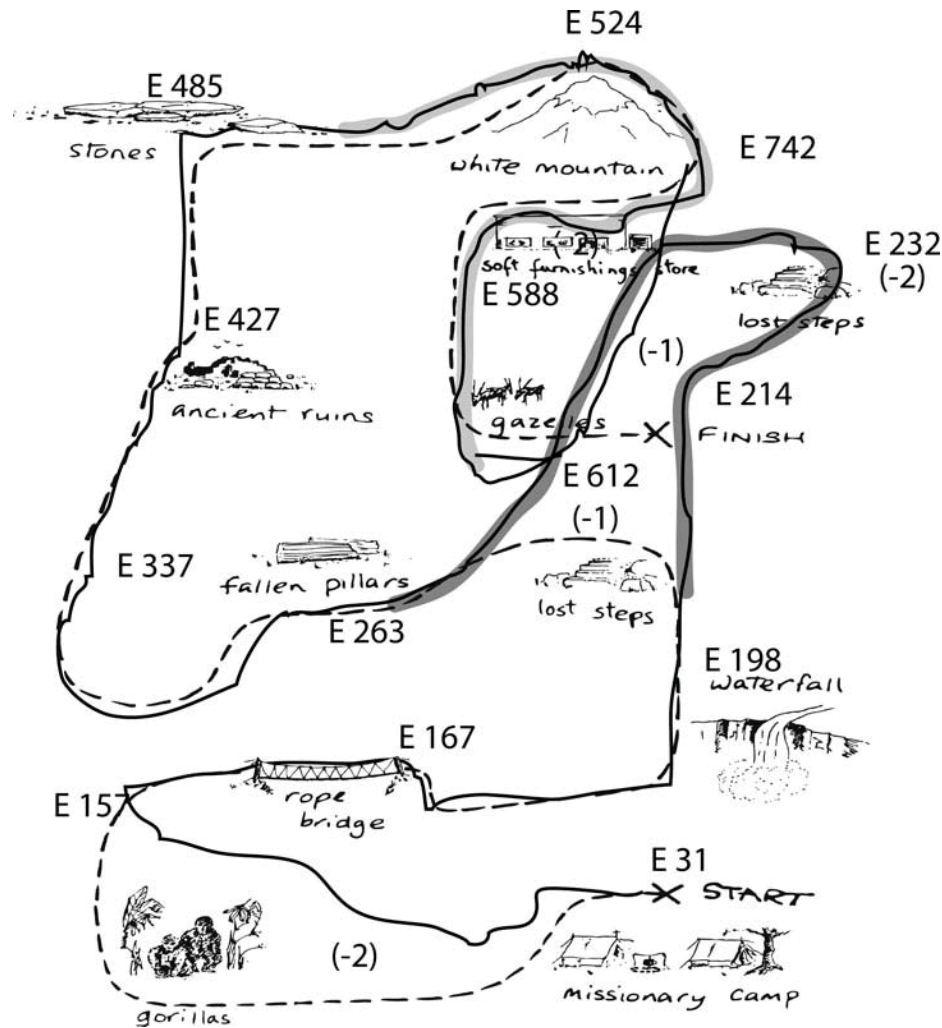 E 524
E 485
stones
E 742
white mountain
(-2)
soft furnishings store
E 232
(-2)
E 588
lost steps
E 427
(-1)
ancient ruins
E 214
gazelles
FINISH
E 612
(-1)
E 337
fallen pillars
lost steps
E 263
E 198
waterfall
E 167
rope
bridge
E 157
E 31
START
(-2)
missionary camp
gorillas